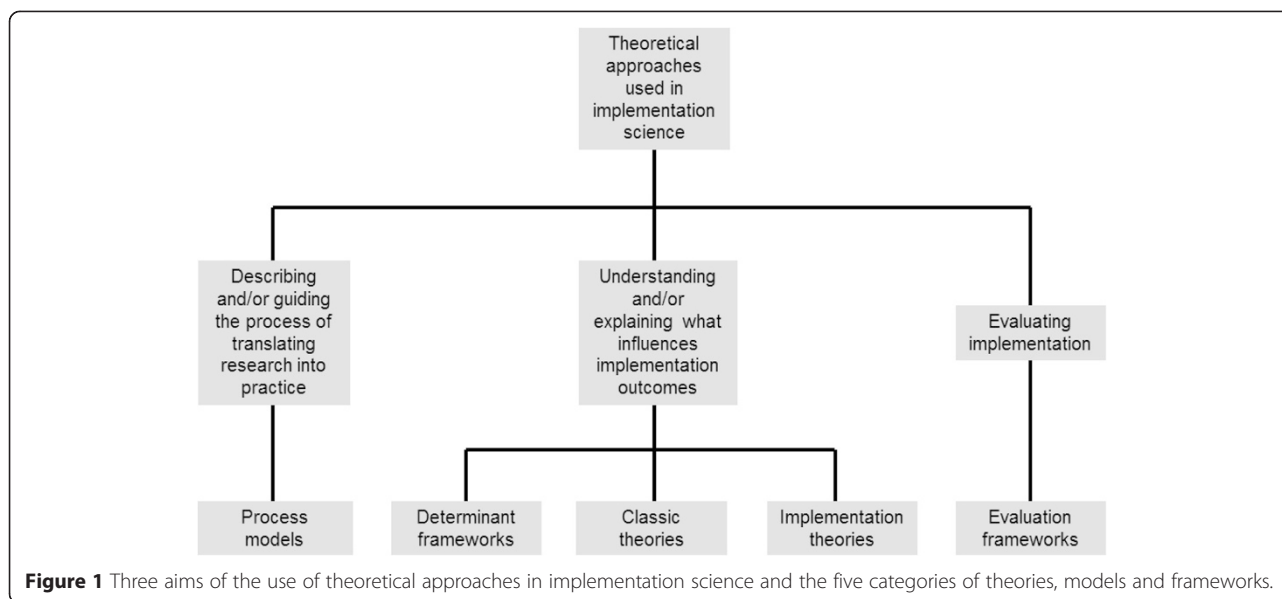 Theoretical
approaches
used in
implementation
science
Describing
and/or guiding
the process of
translating
research into
practice
Understanding
and/or
explaining what
influences
implementation
outcomes
Evaluating
implementation
Process
models
Determinant
frameworks
Classic
theories
Implementation
theories
Evaluation
frameworks
Figure 1 Three aims of the use of theoretical approaches in implementation science and the five categories of theories, models and frameworks.